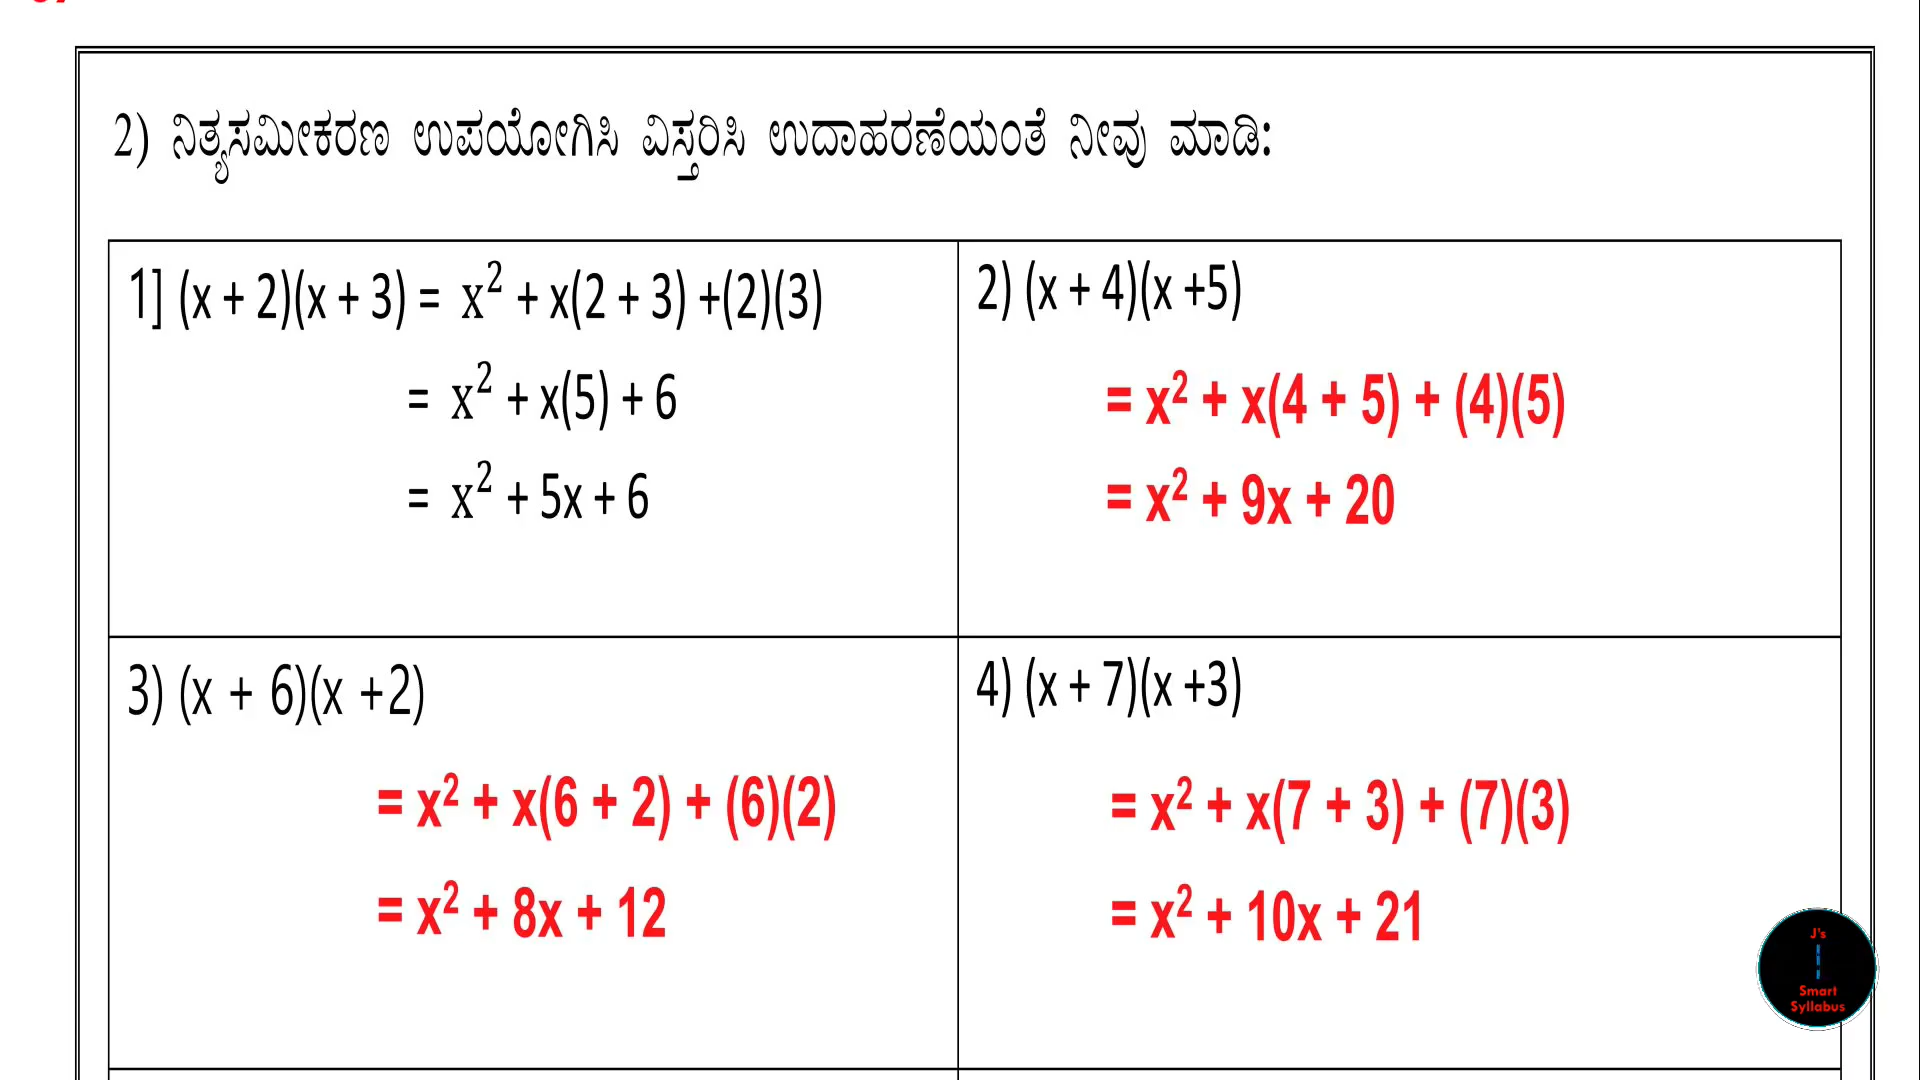 2) ನಿತ್ಯಸಮೀಕರಣ ಉಪಯೋಗಿಸಿ ವಿಸ್ತರಿಸಿ ಉದಾಹರಣೆಯಂತೆ ನೀವು ಮಾಡಿ:
1] (x + 2)(x + 3) = x² + x(2 + 3) +(2)(3)
= x² + x(5) + 6
= x² + 5x + 6
2) (x + 4)(x +5)
= x² + x(4 + 5) + (4)(5)
= x² + 9x + 20
3) (x + 6)(x +2)
= x² + x(6 + 2) + (6)(2)
= x² + 8x + 12
4) (x + 7)(x +3)
= x² + x(7 + 3) + (7)(3)
= x² + 10x + 21
J's
Smart
Syllabus